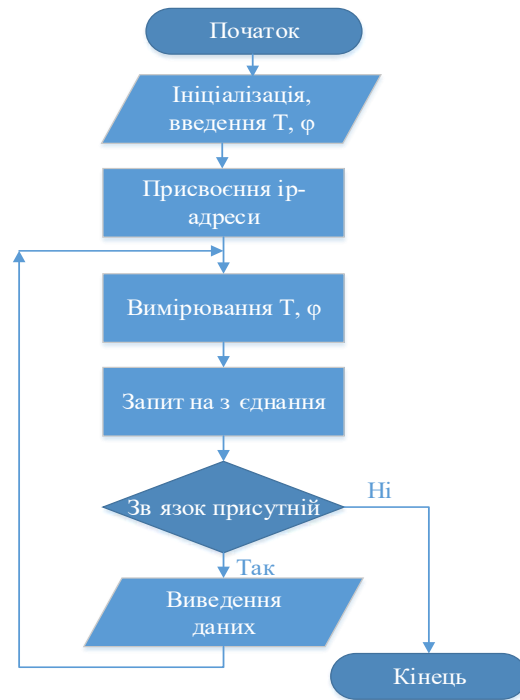 Початок
Ініціалізація,
введення T, φ
Присвоєння ір-
адреси
Вимірювання T, φ
Запит на з єднання
Зв язок присутній
Ні
Так
Виведення
даних
Кінець